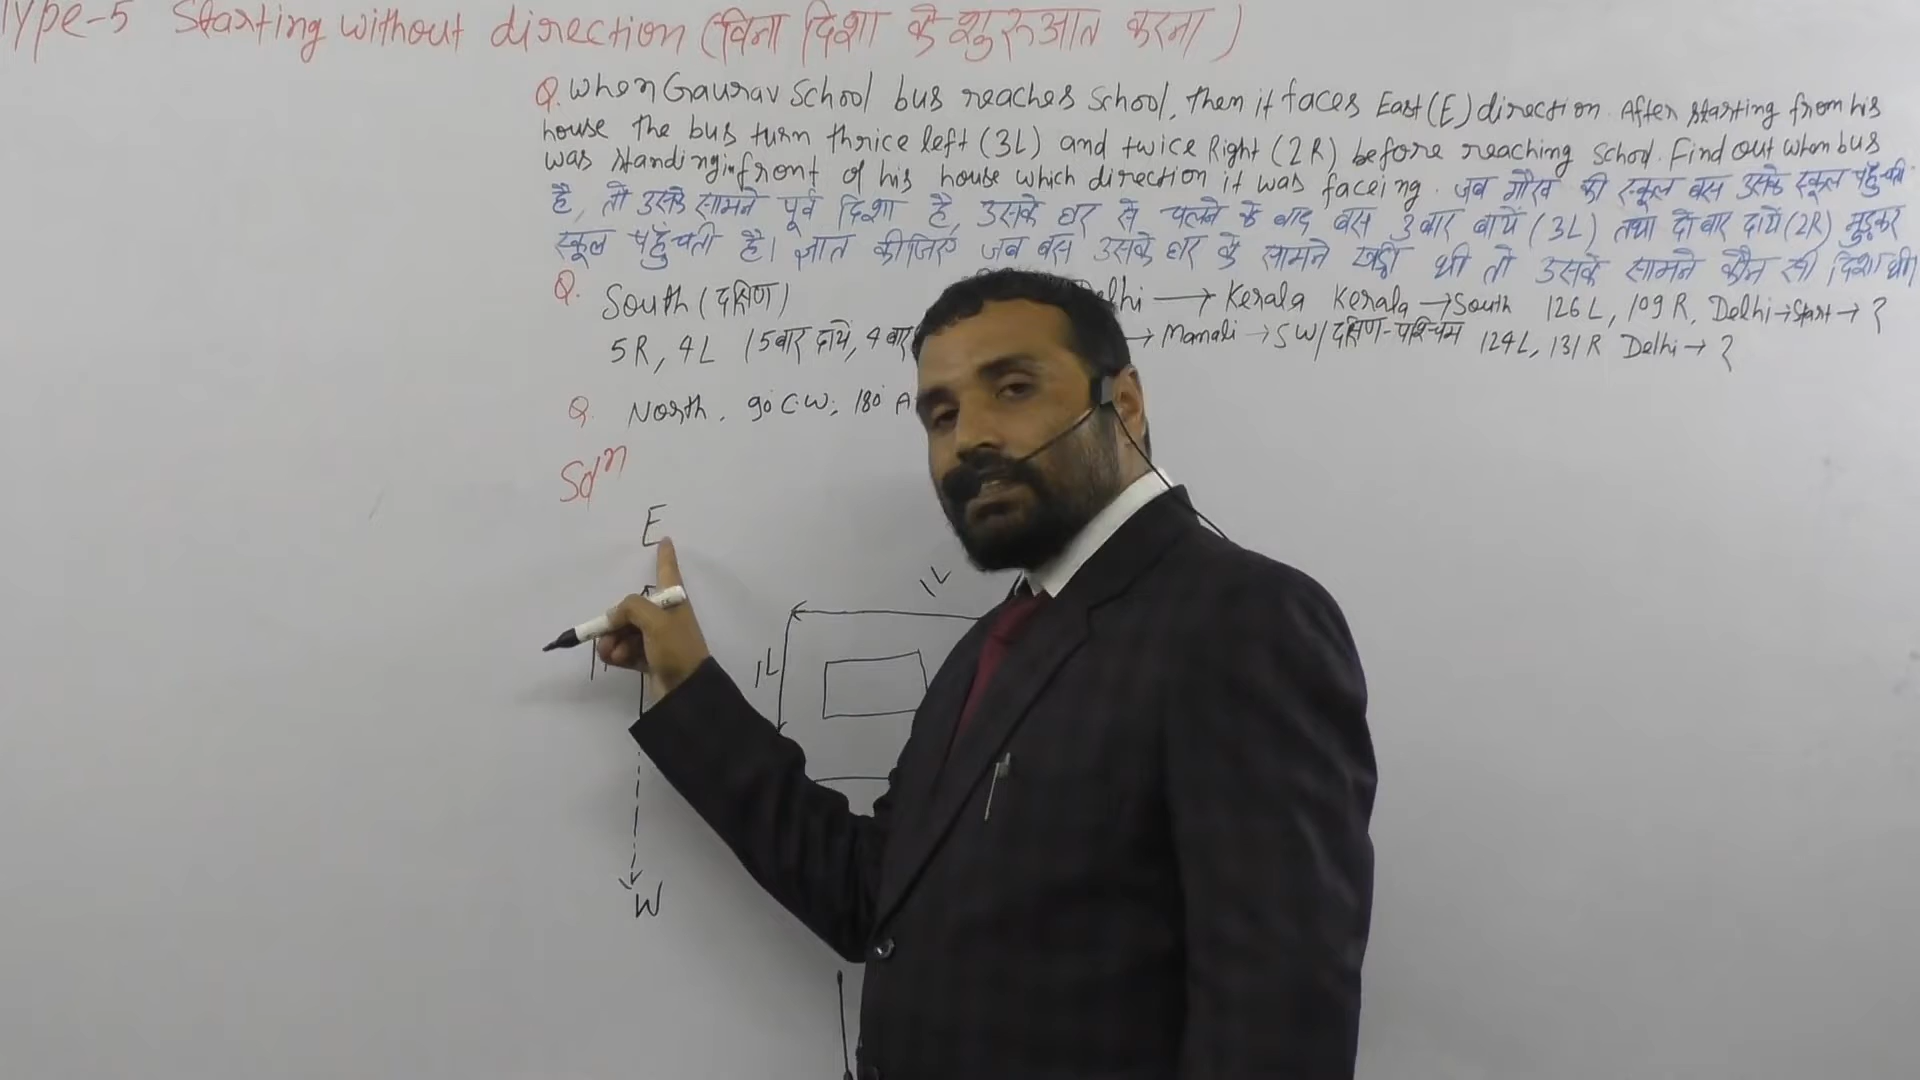 Type-5 Starting without direction (बिना दिशा के शुरूआत करना)
Q. When Gaurav School bus reaches School, then it faces East (E) direction. After starting from his
house the bus turn thrice left (3L) and twice Right (2R) before reaching School. Find out when bus
was standing in front of his house which direction it was faceing. जब गौरव की स्कूल बस उसके स्कूल पहुँचती
है, तो उसके सामने पूर्व दिशा है, उसके घर से चलने के बाद बस 3 बार बायें (3L) तथा दो बार दायें (2R) मुड़कर
स्कूल पहुंचती है। ज्ञात कीजिए जब बस उसके घर के सामने खड़ी थी तो उसके सामने कौन सी दिशा थी।
Q. South (दक्षिण) Delhi → Kerala Kerala → South 126 L, 109 R, Delhi → Start → ?
5R, 4L (5 बार दायें, 4 बार → Manali → SW/दक्षिण-पश्चिम 124L, 131R Delhi → ?
Q. North, 90° C.W; 180° A
Solⁿ
E
1L
1L
W